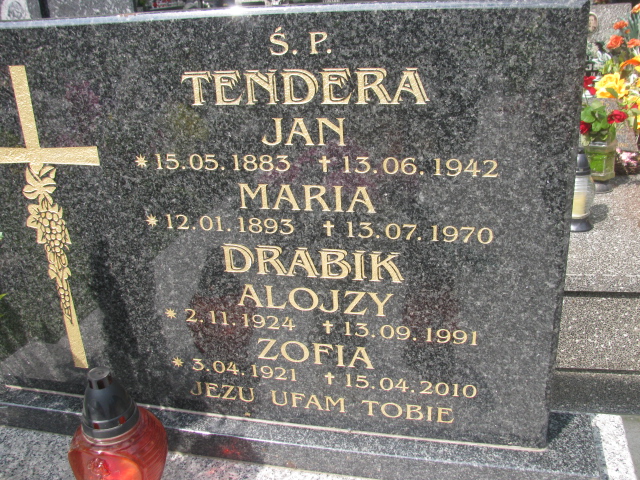 Ś. P.
TENDERA
JAN
* 15.05.1883 † 13.06.1942
MARIA
* 12.01.1893 † 13.07.1970
DRABIK
ALOJZY
* 2.11.1924 † 13.09.1991
ZOFIA
* 3.04.1921 † 15.04.2010
JEZU UFAM TOBIE